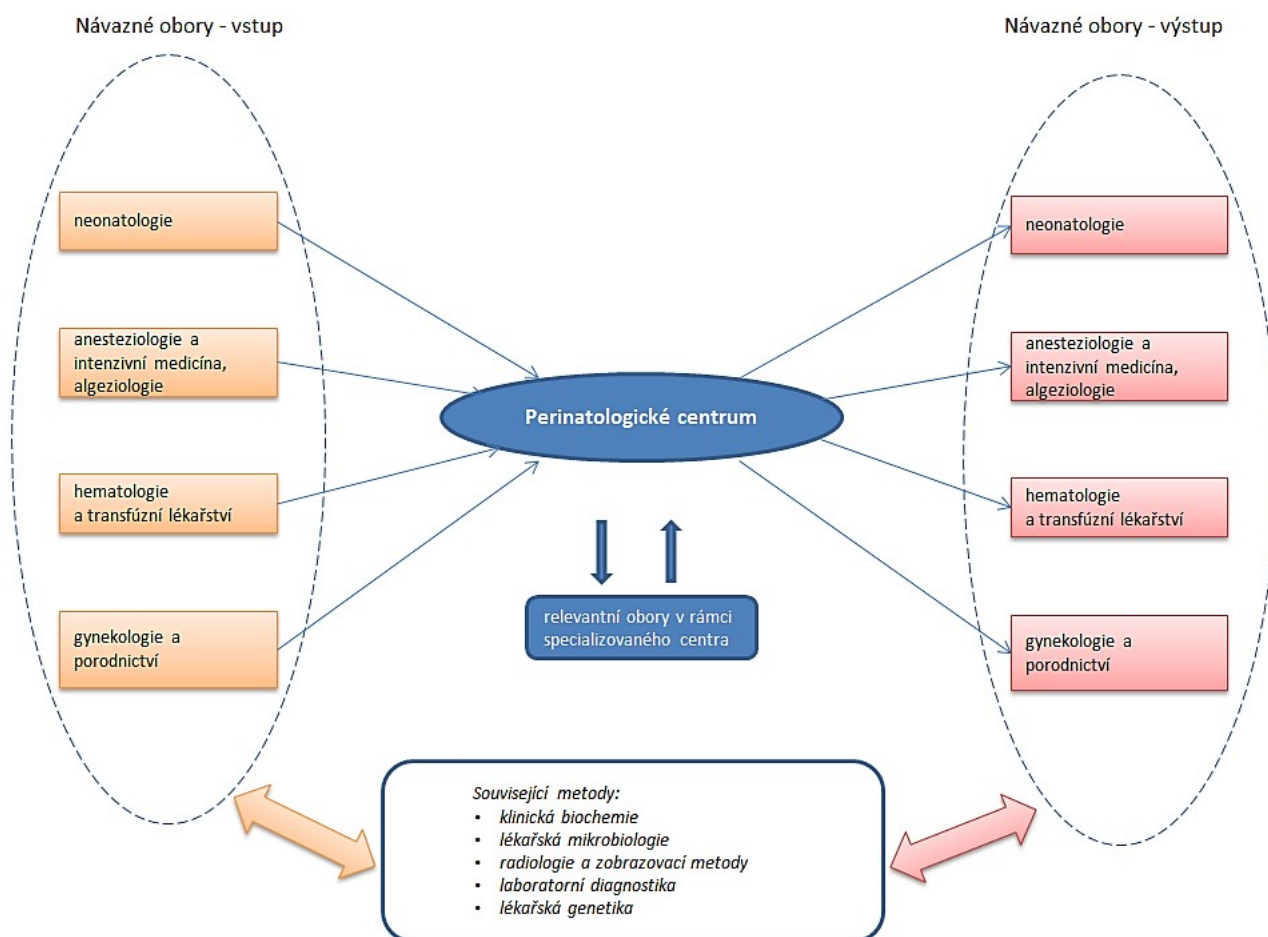 Návazné obory - vstup
neonatologie
anesteziologie a
intenzivní medicína,
algeziologie
hematologie
a transfúzní lékařství
gynekologie a
porodnictví
Perinatologické centrum
relevantní obory v rámci
specializovaného centra
Návazné obory - výstup
neonatologie
anesteziologie a
intenzivní medicína,
algeziologie
hematologie
a transfúzní lékařství
gynekologie a
porodnictví
Související metody:
• klinická biochemie
• lékařská mikrobiologie
• radiologie a zobrazovací metody
• laboratorní diagnostika
• lékařská genetika